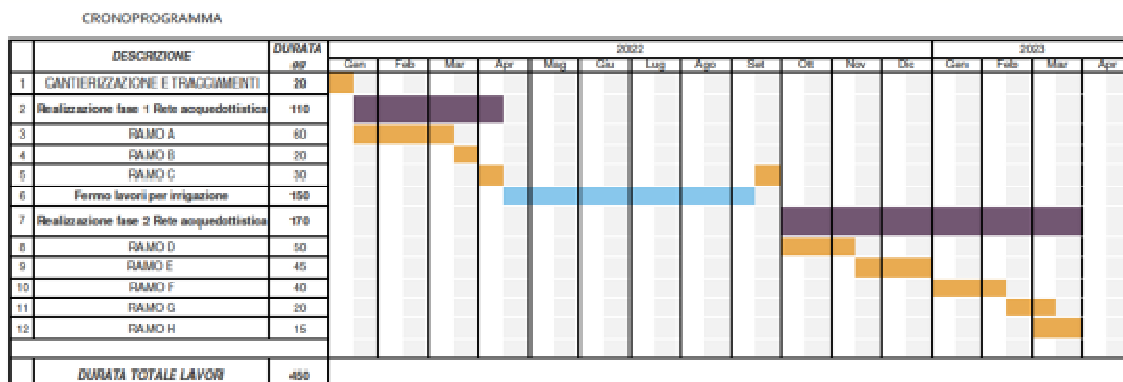 CRONOPROGRAMMA
DESCRIZIONE DURATA gg 2022 2023
Gen Feb Mar Apr Mag Giu Lug Ago Set Ott Nov Dic Gen Feb Mar Apr
1 CANTIERIZZAZIONE E TRACCIAMENTI 20
2 Realizzazione fase 1 Rete acquedottistica 110
3 RAMO A 60
4 RAMO B 20
5 RAMO C 30
6 Fermo lavori per irrigazione 150
7 Realizzazione fase 2 Rete acquedottistica 170
8 RAMO D 50
9 RAMO E 45
10 RAMO F 40
11 RAMO G 20
12 RAMO H 15
DURATA TOTALE LAVORI 450